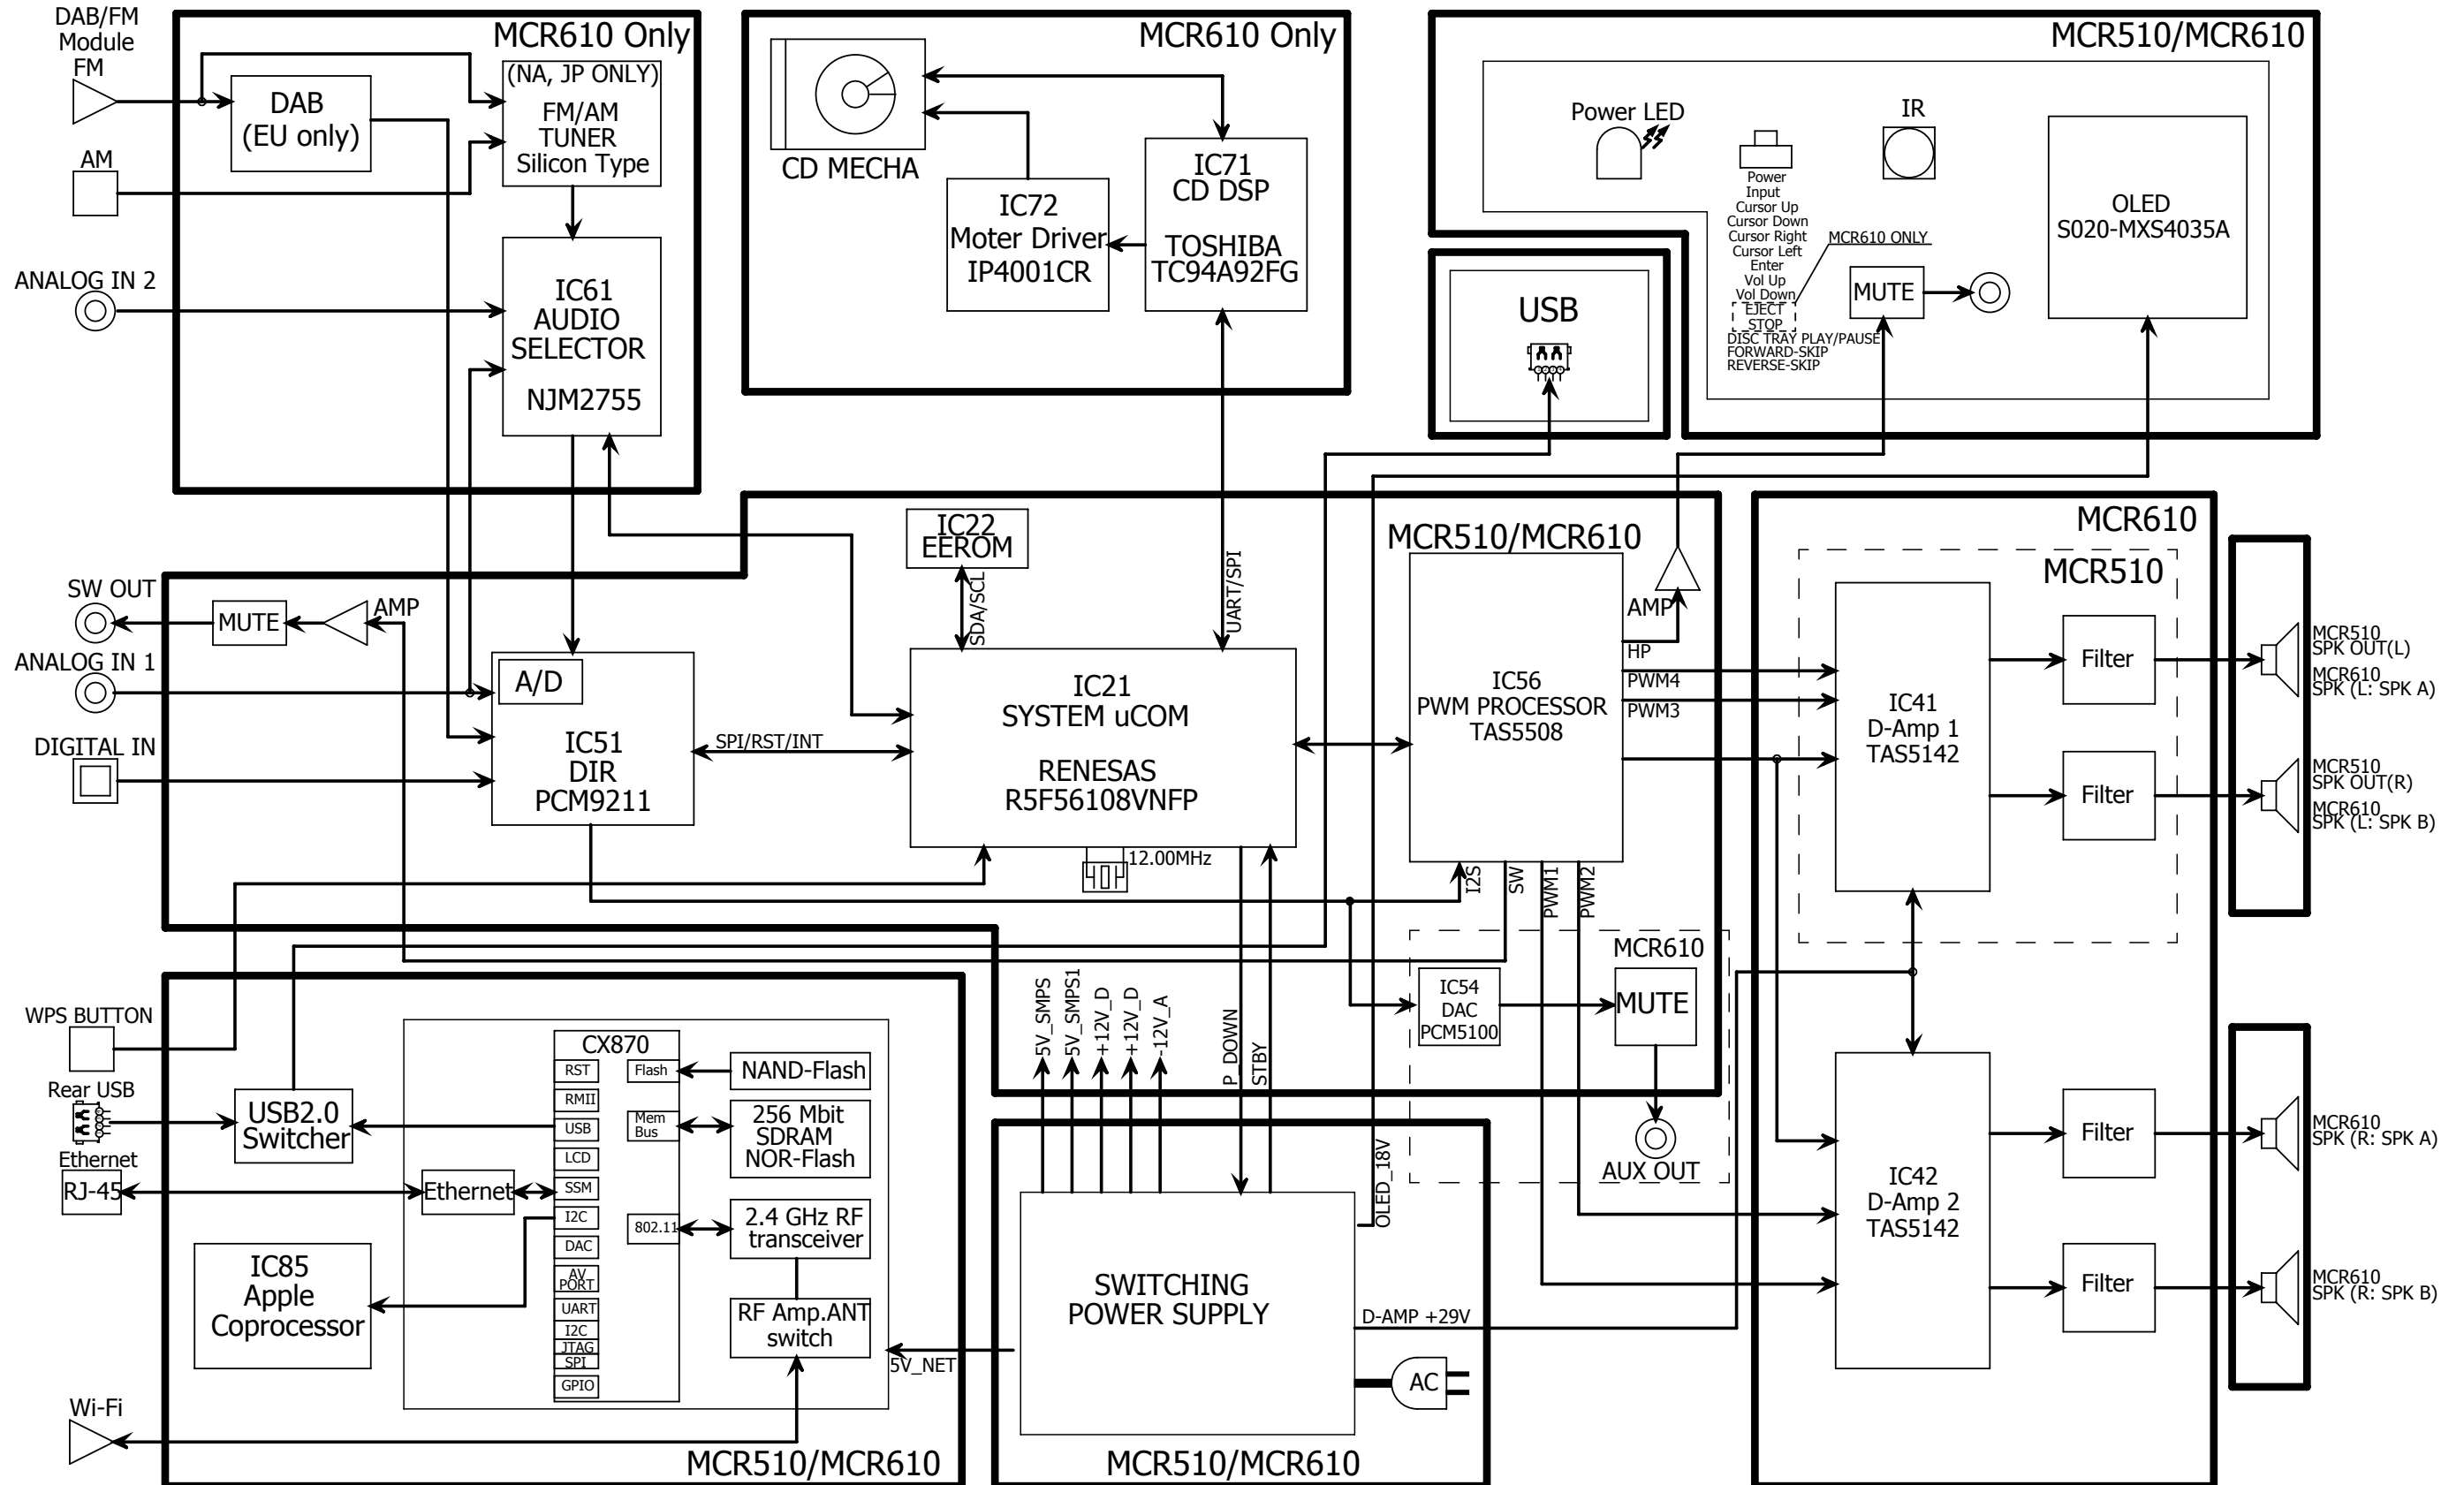 DAB/FM
Module
FM
AM
ANALOG IN 2
MCR610 Only
DAB
(EU only)
(NA, JP ONLY)
FM/AM
TUNER
Silicon Type
IC61
AUDIO
SELECTOR
NJM2755
MCR610 Only
CD MECHA
IC72
Moter Driver
IP4001CR
IC71
CD DSP
TOSHIBA
TC94A92FG
MCR510/MCR610
Power LED
IR
Power
Input
Cursor Up
Cursor Down
Cursor Right
Cursor Left
Enter
Vol Up
Vol Down
EJECT
STOP
DISC TRAY PLAY/PAUSE
FORWARD-SKIP
REVERSE-SKIP
MCR610 ONLY
MUTE
OLED
S020-MXS4035A
USB
SW OUT
MUTE
AMP
ANALOG IN 1
DIGITAL IN
A/D
IC51
DIR
PCM9211
SPI/RST/INT
IC22
EEROM
SDA/SCL
UART/SPI
IC21
SYSTEM uCOM
RENESAS
R5F56108VNFP
12.00MHz
MCR510/MCR610
IC56
PWM PROCESSOR
TAS5508
AMP
HP
PWM4
PWM3
I2S
SW
PWM1
PWM2
MCR610
MCR510
IC41
D-Amp 1
TAS5142
Filter
Filter
MCR510
SPK OUT(L)
MCR610
SPK (L: SPK A)
MCR510
SPK OUT(R)
MCR610
SPK (L: SPK B)
MCR610
IC54
DAC
PCM5100
MUTE
AUX OUT
IC42
D-Amp 2
TAS5142
Filter
Filter
MCR610
SPK (R: SPK A)
MCR610
SPK (R: SPK B)
WPS BUTTON
Rear USB
Ethernet
RJ-45
Wi-Fi
USB2.0
Switcher
Ethernet
IC85
Apple
Coprocessor
CX870
RST
RMII
USB
LCD
SSM
I2C
DAC
AV
PORT
UART
I2C
JTAG
SPI
GPIO
Flash
Mem
Bus
802.11
NAND-Flash
256 Mbit
SDRAM
NOR-Flash
2.4 GHz RF
transceiver
RF Amp.ANT
switch
MCR510/MCR610
5V_NET
5V_SMPS
5V_SMPS1
+12V_D
+12V_D
-12V_A
P_DOWN
STBY
OLED_18V
SWITCHING
POWER SUPPLY
D-AMP +29V
AC
MCR510/MCR610